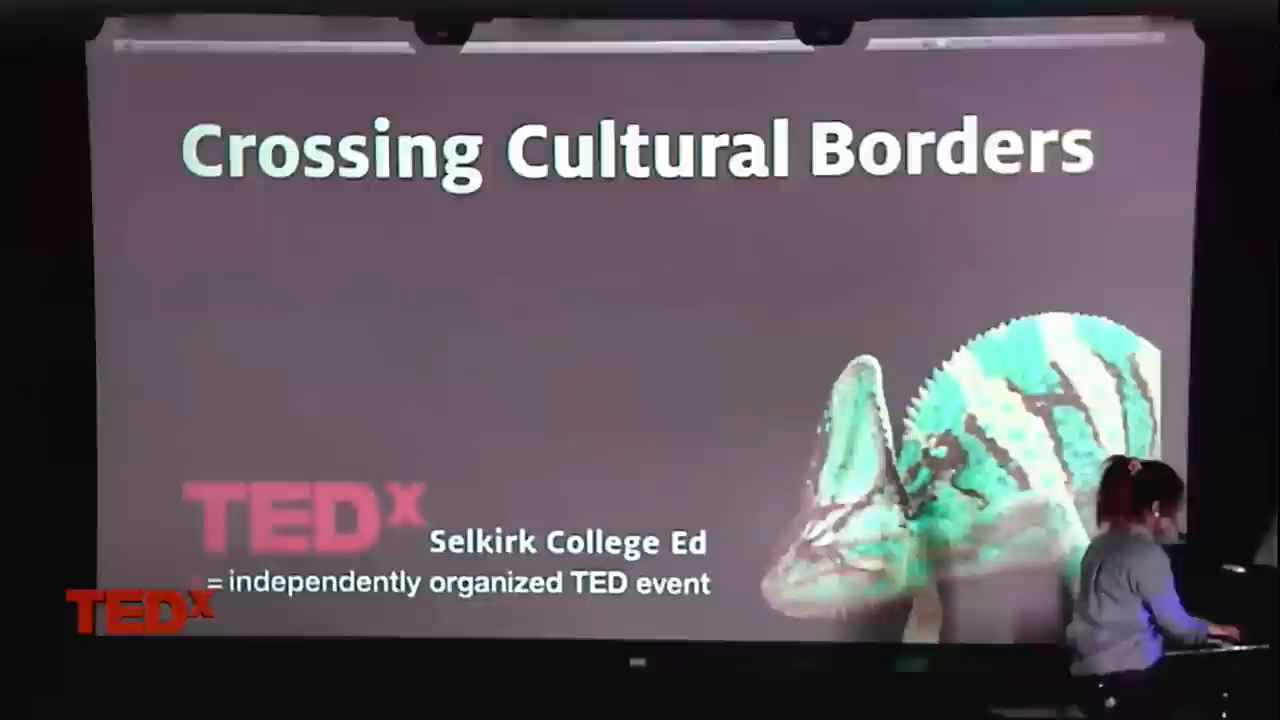 Crossing Cultural Borders
TEDx
Selkirk College Ed
= independently organized TED event
TEDx